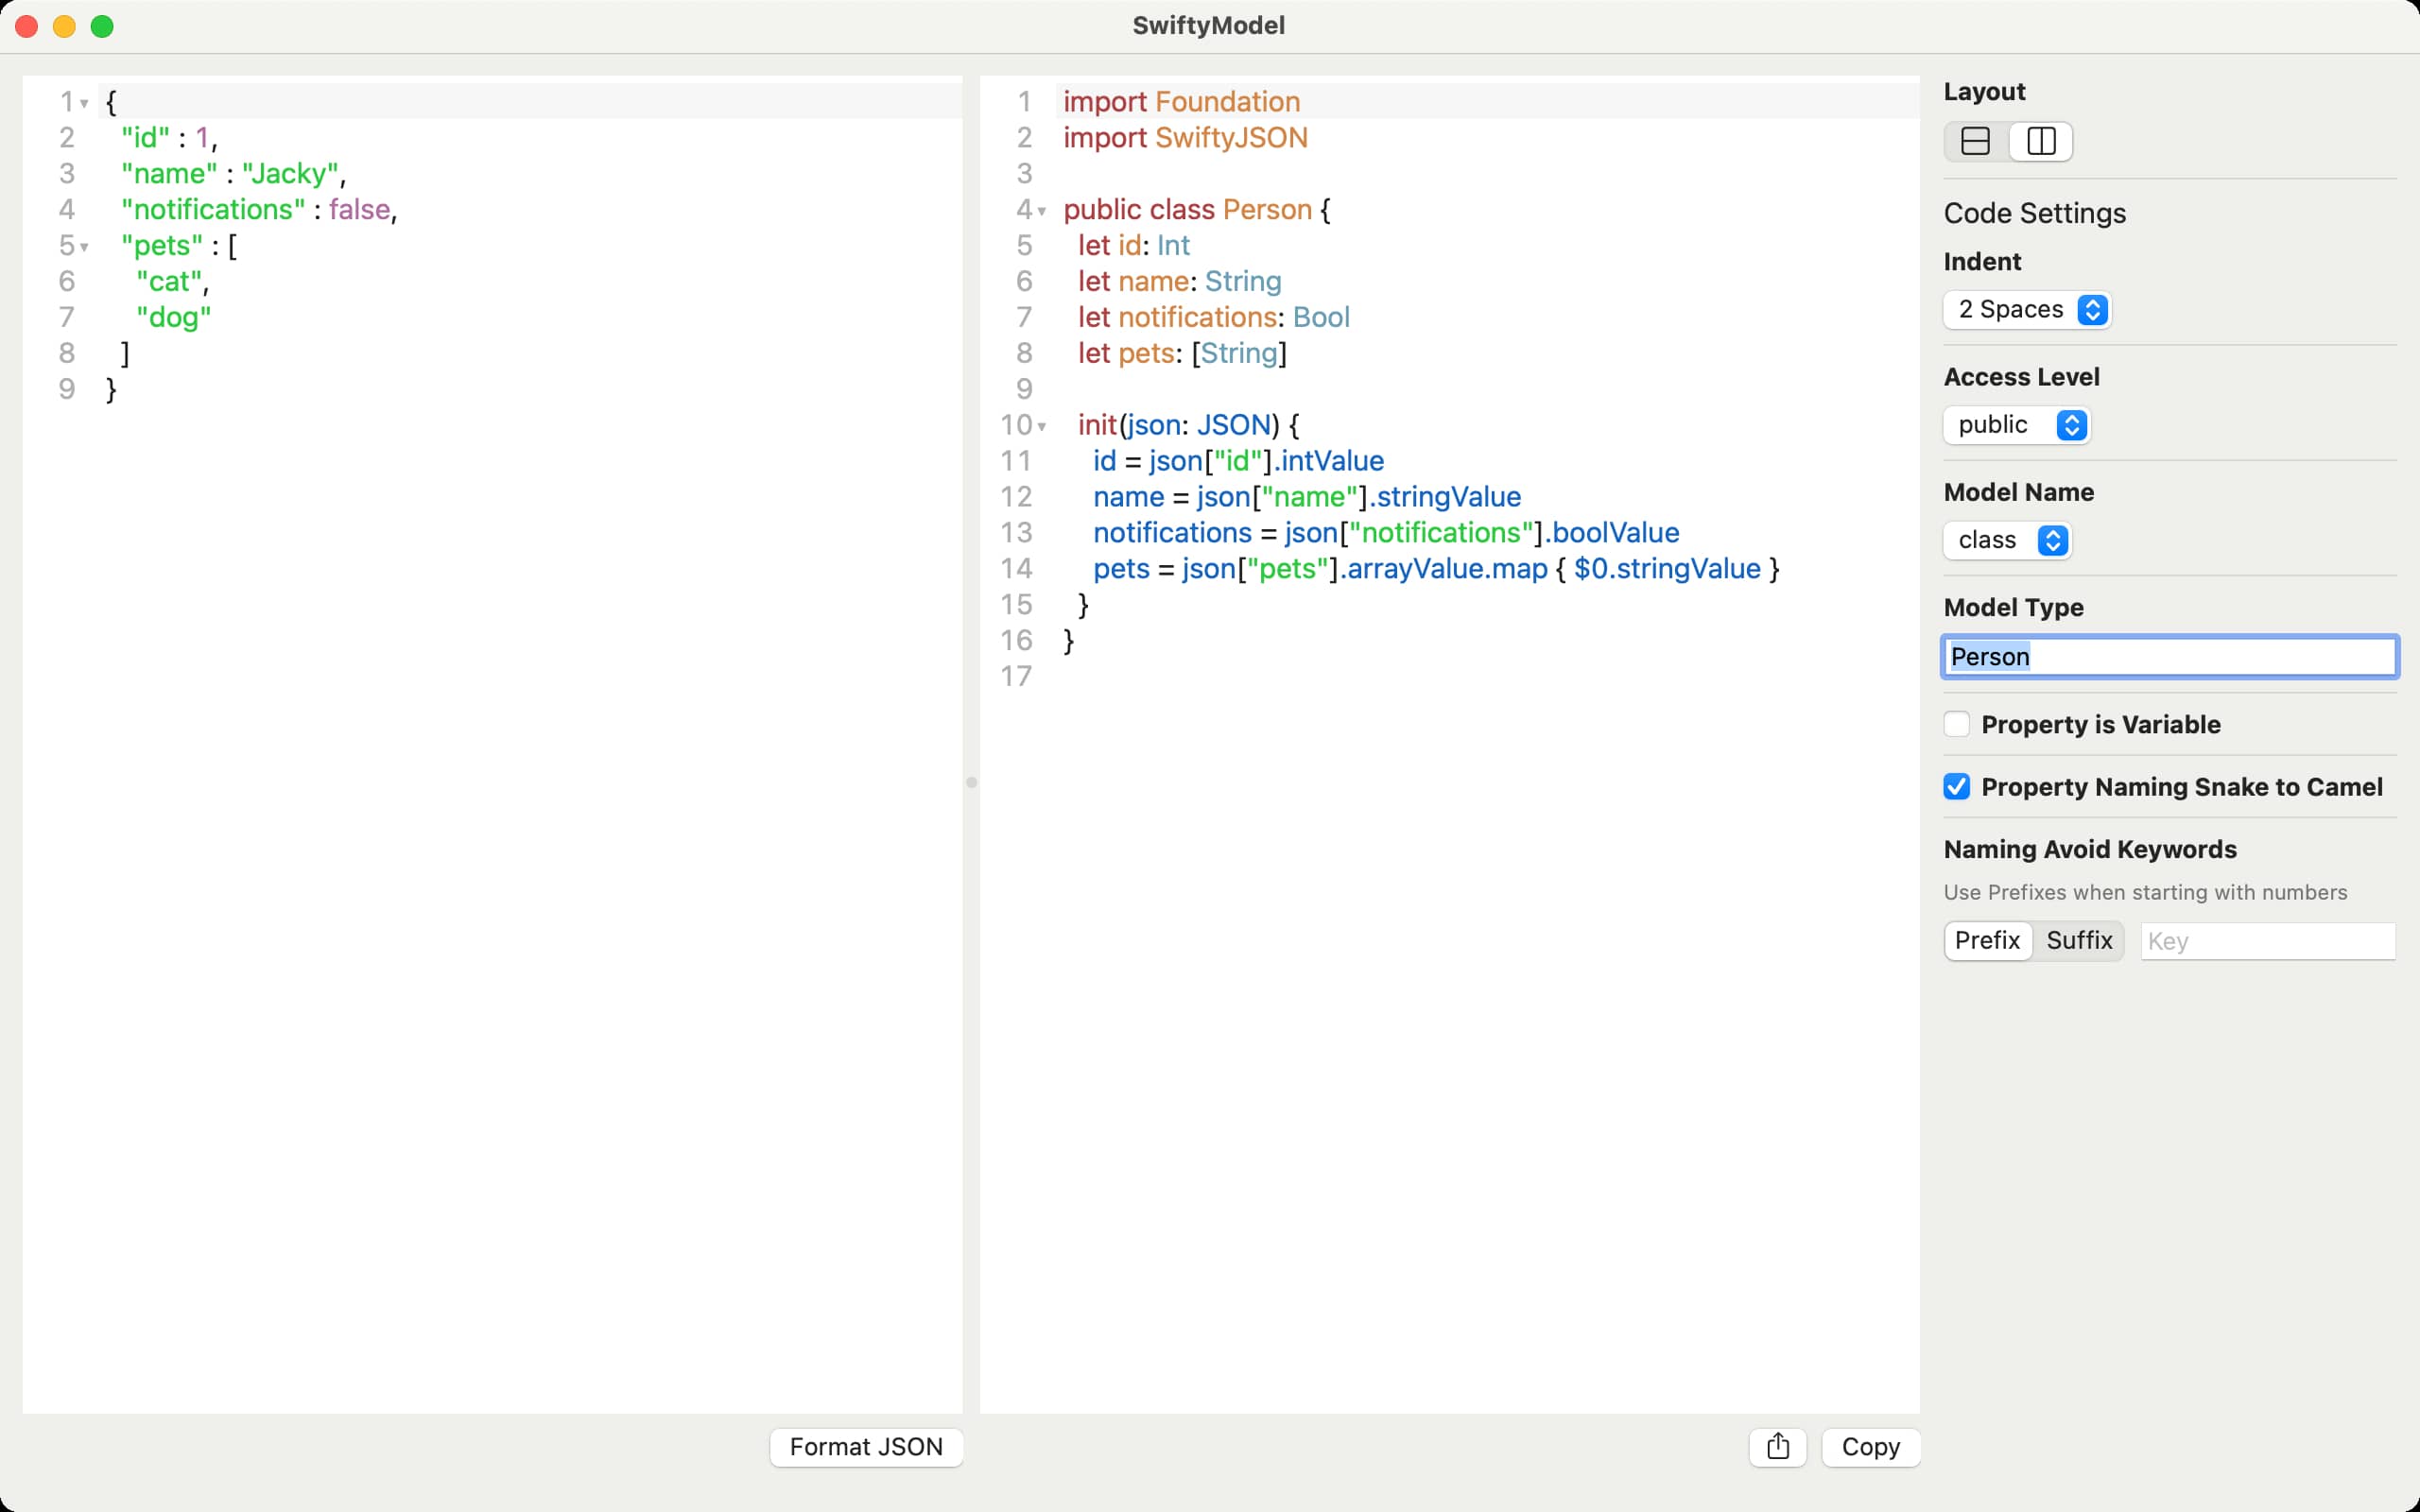 SwiftyModel
1 {
2 "id" : 1,
3 "name" : "Jacky",
4 "notifications" : false,
5 "pets" : [
6 "cat",
7 "dog"
8 ]
9 }
Format JSON
1 import Foundation
2 import SwiftyJSON
3
4 public class Person {
5 let id: Int
6 let name: String
7 let notifications: Bool
8 let pets: [String]
9
10 init(json: JSON) {
11 id = json["id"].intValue
12 name = json["name"].stringValue
13 notifications = json["notifications"].boolValue
14 pets = json["pets"].arrayValue.map { $0.stringValue }
15 }
16 }
17
Copy
Layout
Code Settings
Indent
2 Spaces
Access Level
public
Model Name
class
Model Type
Person
Property is Variable
Property Naming Snake to Camel
Naming Avoid Keywords
Use Prefixes when starting with numbers
Prefix Suffix Key